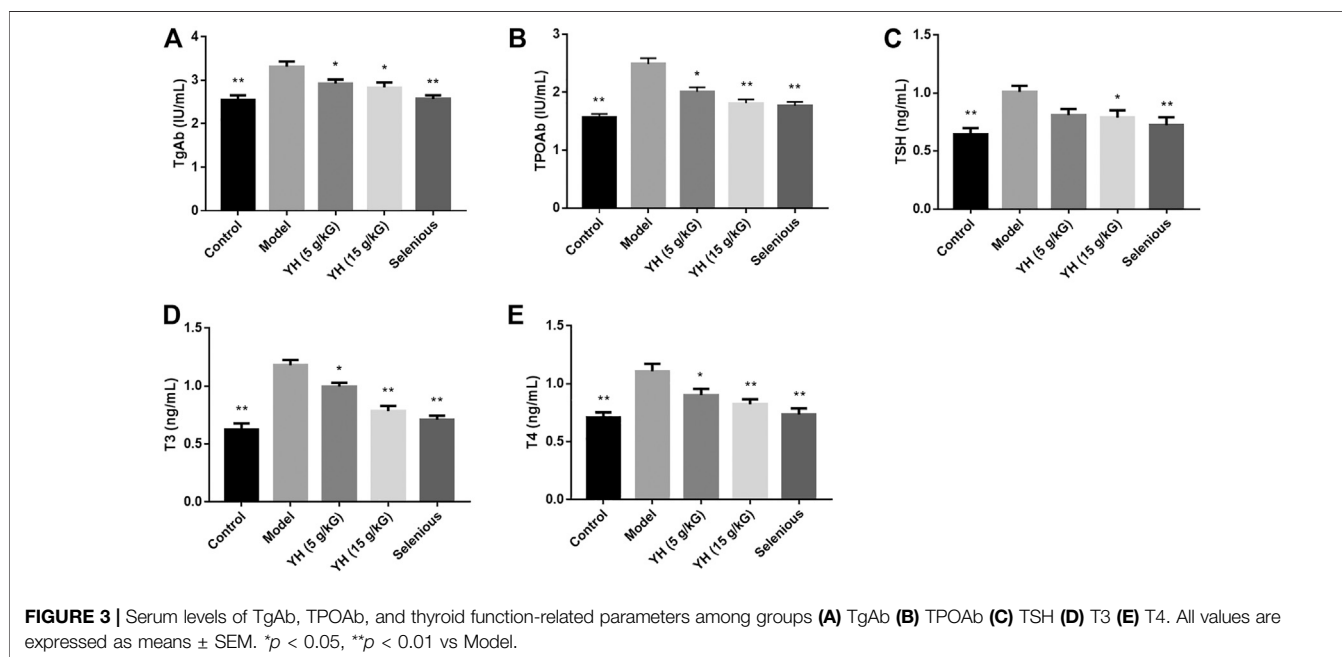 A
TgAb (IU/mL)
4
3
2
1
0
** * * **
Control Model YH (5 g/kG) YH (15 g/kG) Selenious
B
TPOAb (IU/mL)
3
2
1
0
** * ** **
Control Model YH (5 g/kG) YH (15 g/kG) Selenious
C
TSH (ng/mL)
1.5
1.0
0.5
0.0
** * **
Control Model YH (5 g/kG) YH (15 g/kG) Selenious
D
T3 (ng/mL)
1.5
1.0
0.5
0.0
** * ** **
Control Model YH (5 g/kG) YH (15 g/kG) Selenious
E
T4 (ng/mL)
1.5
1.0
0.5
0.0
** * ** **
Control Model YH (5 g/kG) YH (15 g/kG) Selenious
FIGURE 3 | Serum levels of TgAb, TPOAb, and thyroid function-related parameters among groups (A) TgAb (B) TPOAb (C) TSH (D) T3 (E) T4. All values are
expressed as means ± SEM. *p < 0.05, **p < 0.01 vs Model.